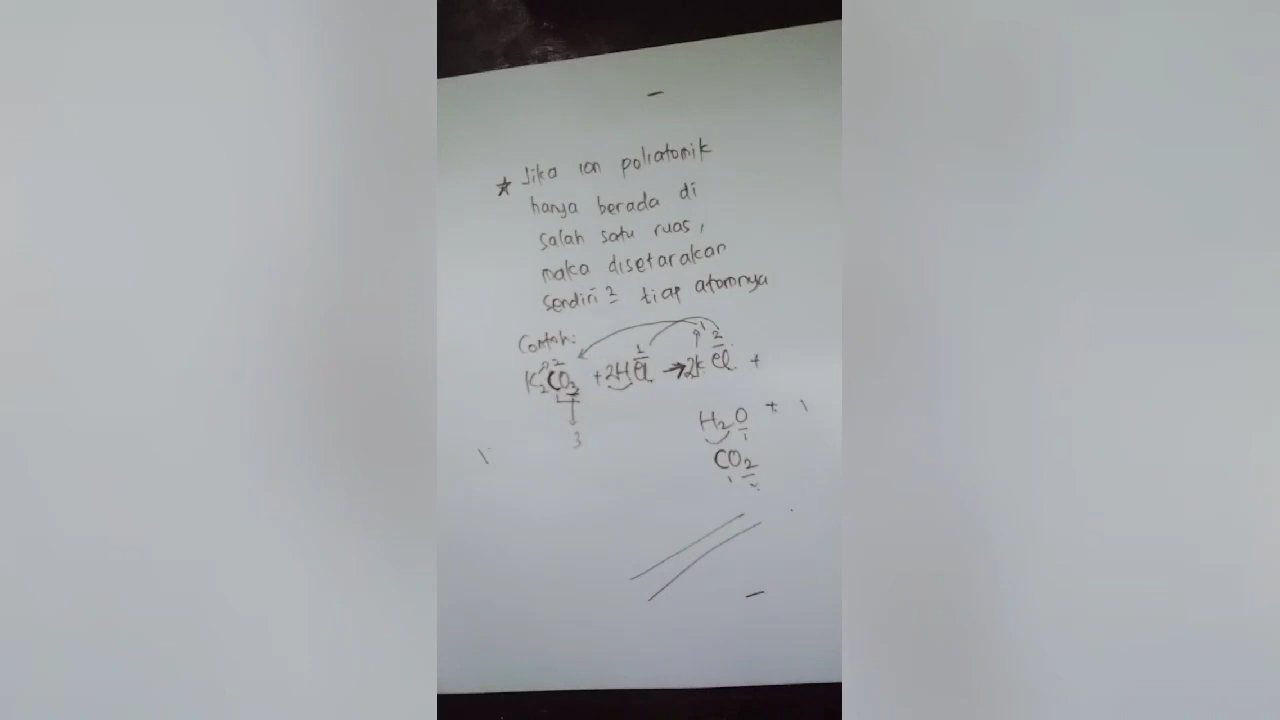 ☆ Jika ion poliatomik
hanya berada di
salah satu ruas,
maka disetarakan
sendiri2 tiap atomnya
Contoh:
K2CO3 + 2HCl → 2KCl +
H2O +
CO2
3